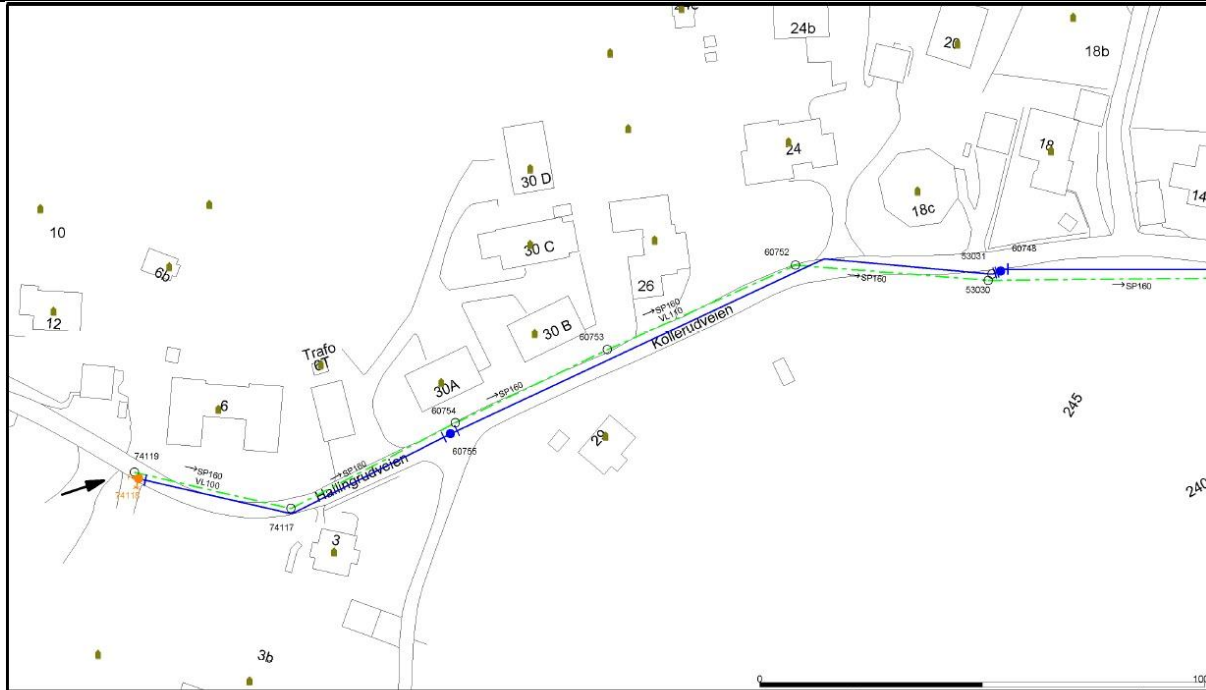 24b
20
18b
18
24
30 D
18c
14
10
30 C
60748
60752
53031
6b
26
→SP160
53030
→SP160
12
→SP160
VL110
Kollerudveien
30 B
60753
Trafo
6T
30A
→SP160
245
6
60754
29
60755
74119
→SP160
VL100
→SP160
Hallingrudveien
240
74117
3
3b
0